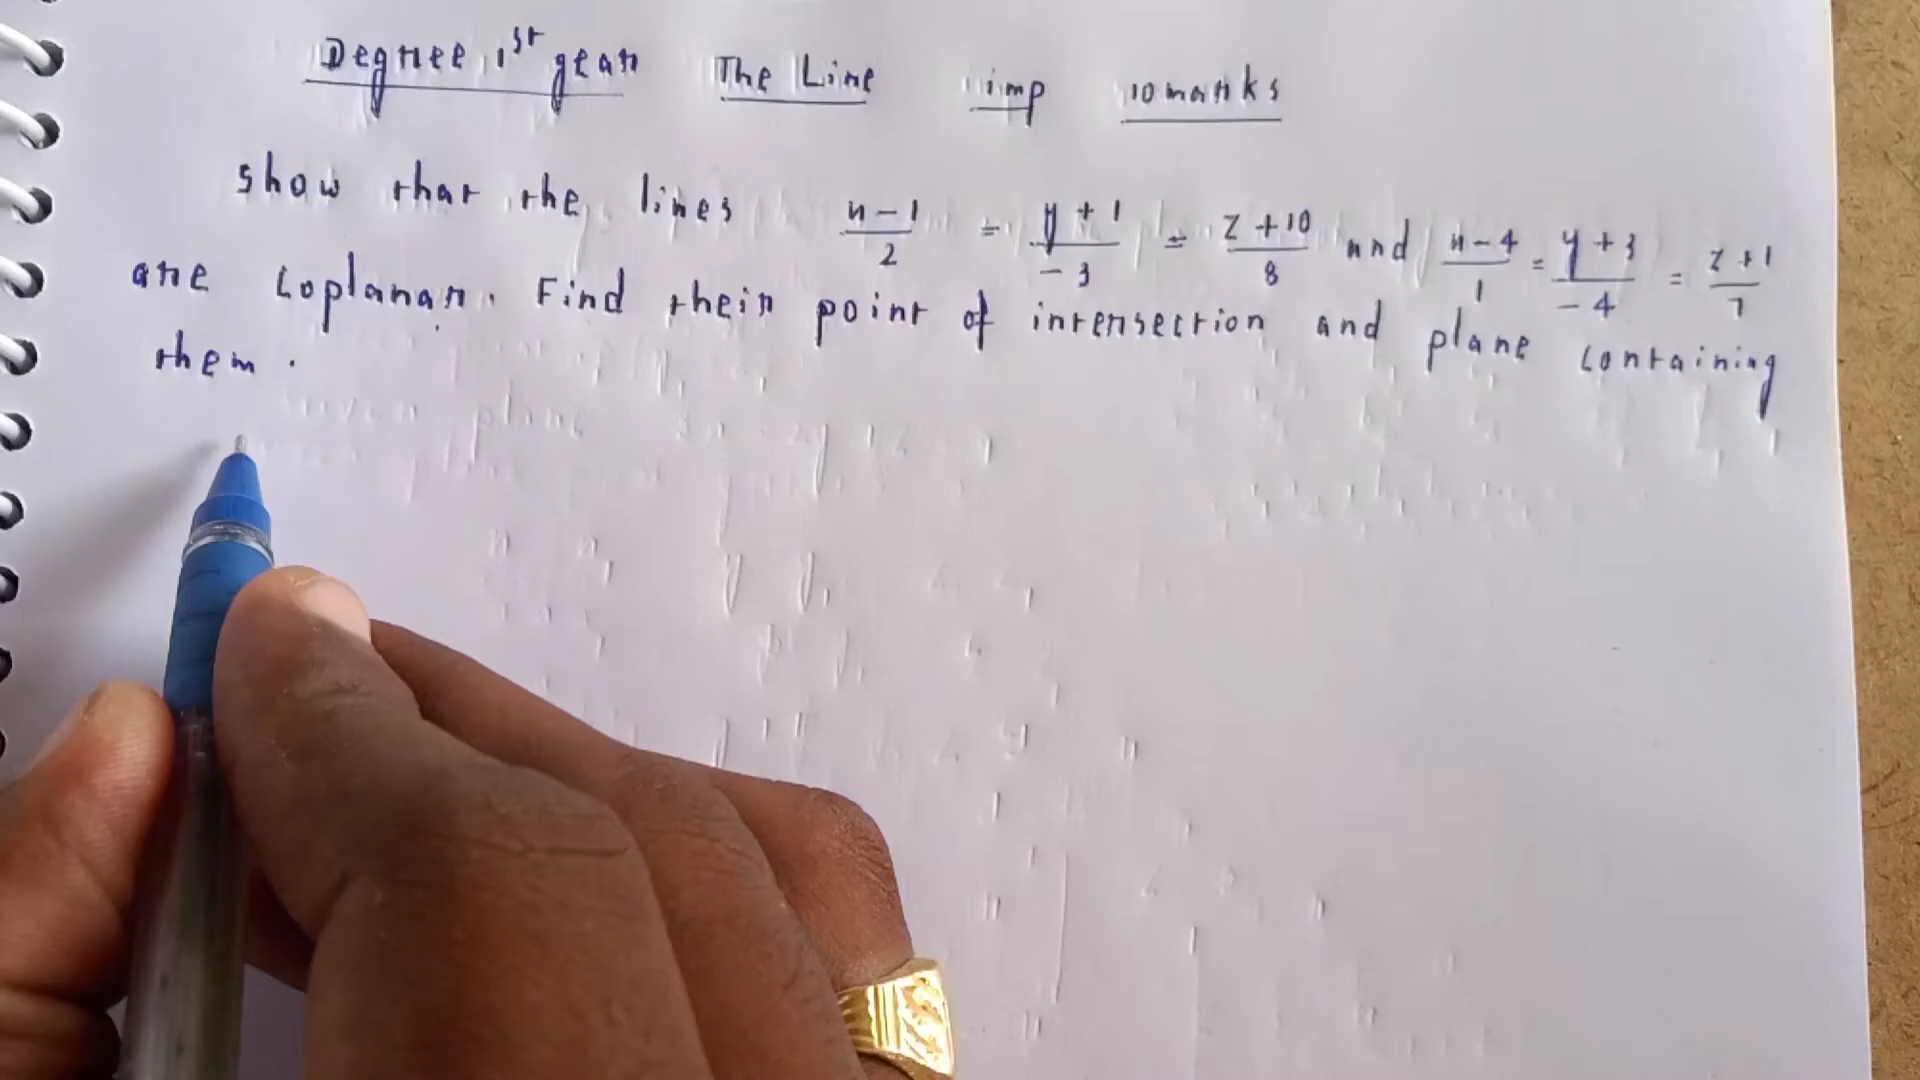 Degree 1st year The Line imp 10 marks
show that the lines x-1/2 = y+1/-3 = z+10/8 and x-4/1 = y+3/-4 = z+1/7
are coplanar. Find their point of intersection and plane containing
them.